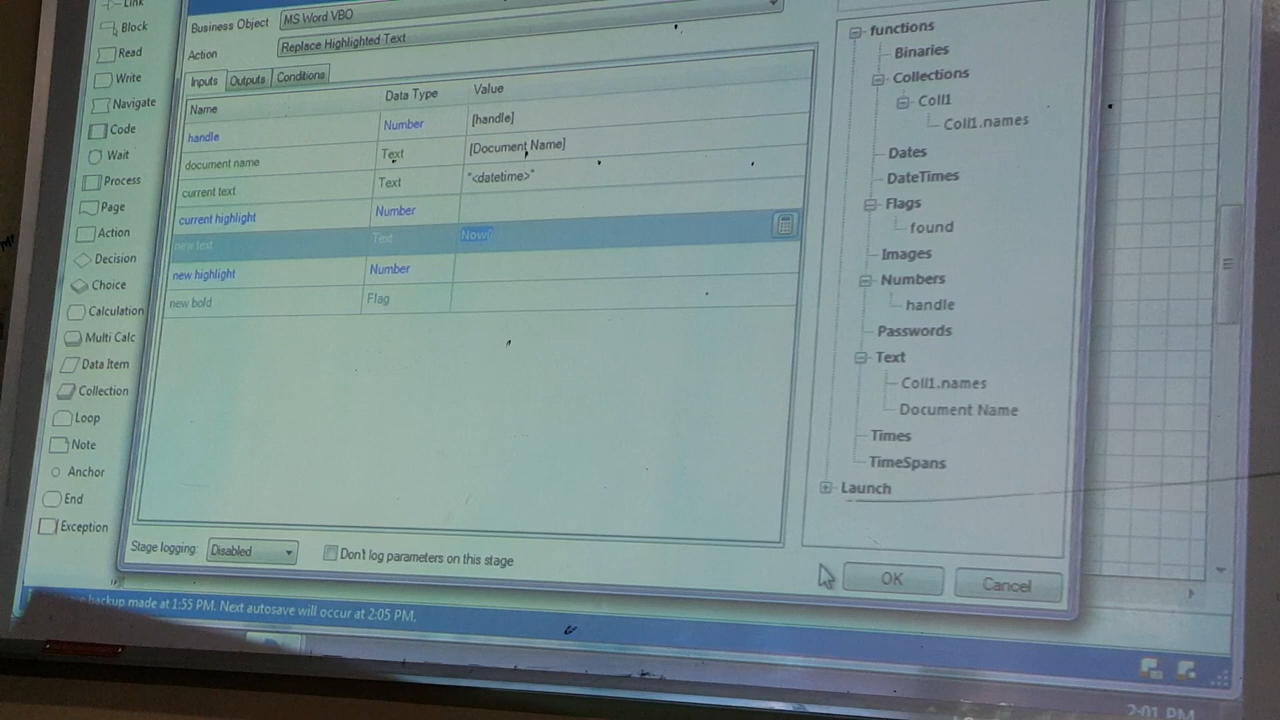 Link
Block
Read
Write
Navigate
Code
Wait
Process
Page
Action
Decision
Choice
Calculation
Multi Calc
Data Item
Collection
Loop
Note
Anchor
End
Exception
Business Object MS Word VBO
Action Replace Highlighted Text
Inputs Outputs Conditions
Name Data Type Value
handle Number [handle]
document name Text [Document Name]
current text Text "<datetime>"
current highlight Number
new text Text Now()
new highlight Number
new bold Flag
Stage logging: Disabled Don't log parameters on this stage
functions
Binaries
Collections
Coll1
Coll1.names
Dates
DateTimes
Flags
found
Images
Numbers
handle
Passwords
Text
Coll1.names
Document Name
Times
TimeSpans
Launch
OK Cancel
backup made at 1:55 PM. Next autosave will occur at 2:05 PM.
2:01 PM